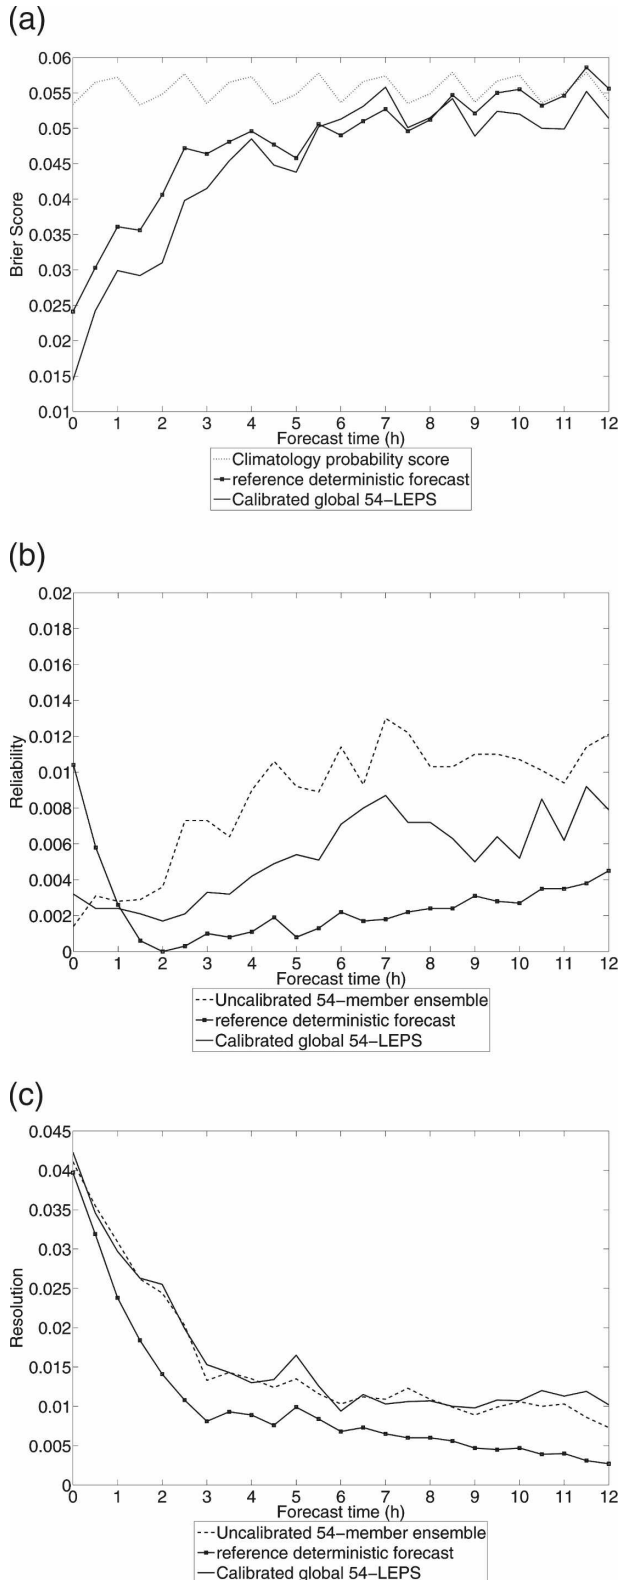 (a)
0.06
0.055
0.05
0.045
0.04
0.035
0.03
0.025
0.02
0.015
0.01
Brier Score
0 1 2 3 4 5 6 7 8 9 10 11 12
Forecast time (h)
Climatology probability score
reference deterministic forecast
Calibrated global 54−LEPS
(b)
0.02
0.018
0.016
0.014
0.012
0.01
0.008
0.006
0.004
0.002
0
Reliability
0 1 2 3 4 5 6 7 8 9 10 11 12
Forecast time (h)
Uncalibrated 54−member ensemble
reference deterministic forecast
Calibrated global 54−LEPS
(c)
0.045
0.04
0.035
0.03
0.025
0.02
0.015
0.01
0.005
0
Resolution
0 1 2 3 4 5 6 7 8 9 10 11 12
Forecast time (h)
Uncalibrated 54−member ensemble
reference deterministic forecast
Calibrated global 54−LEPS